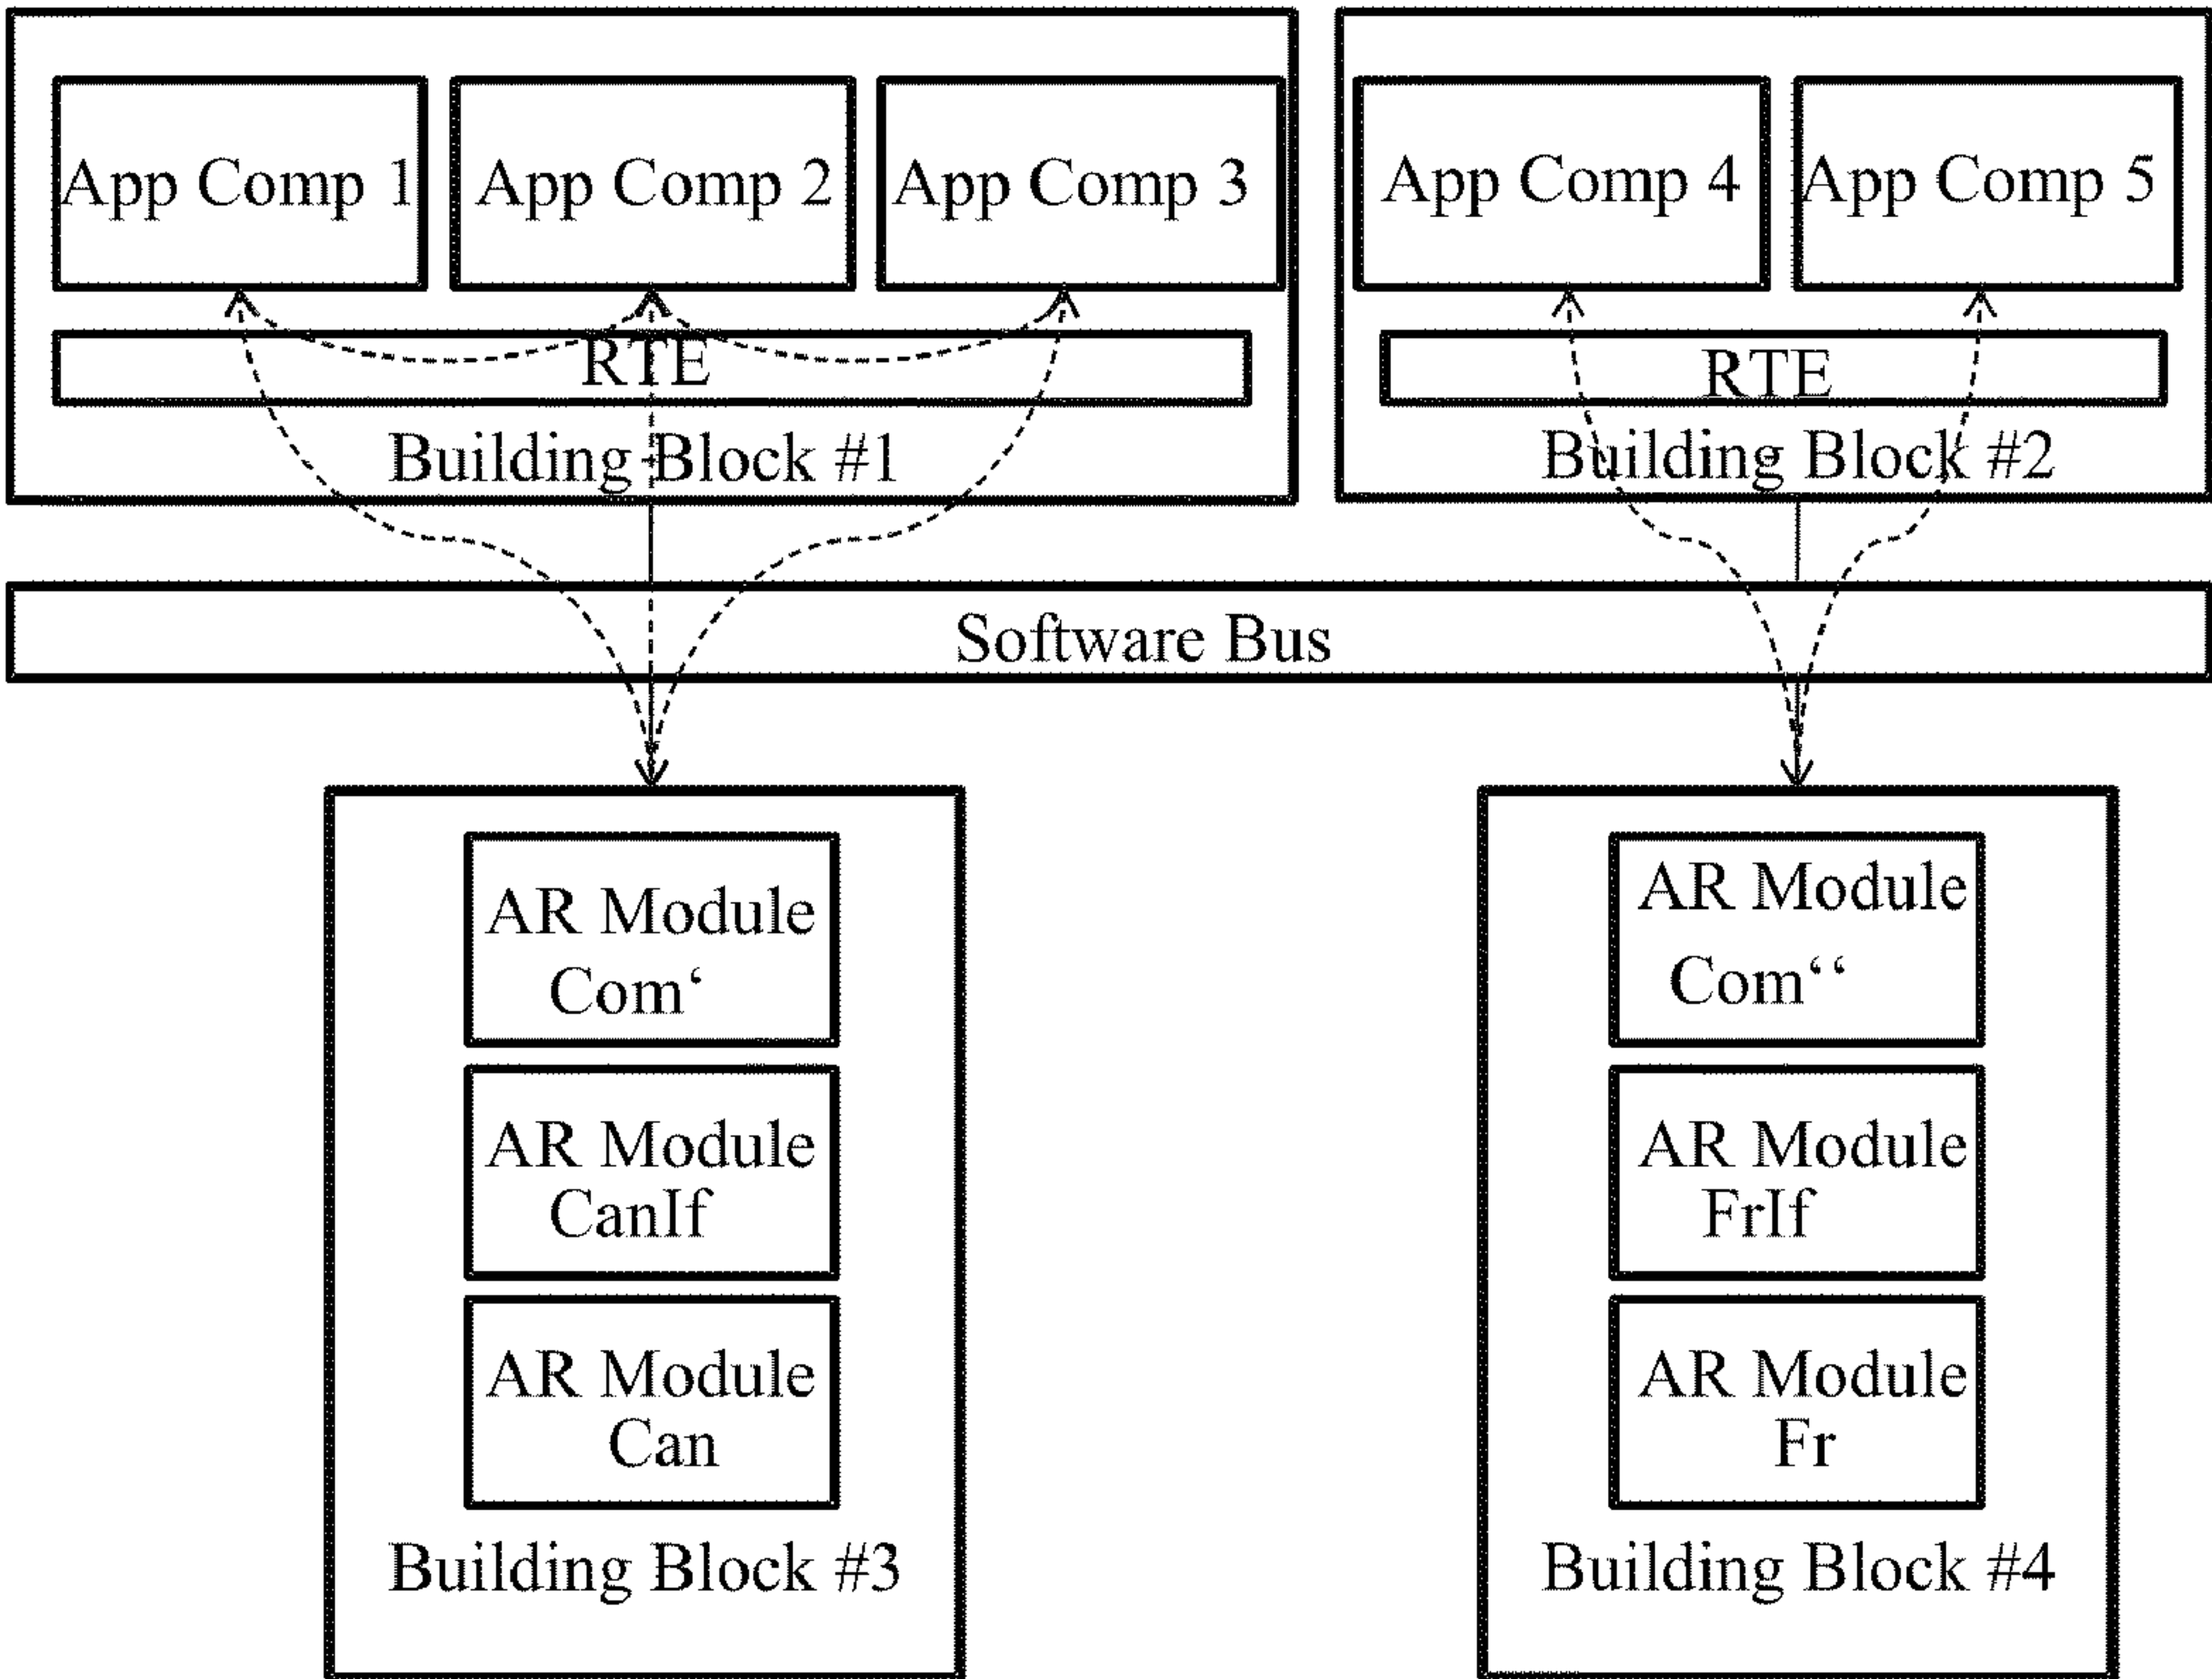 App Comp 1
App Comp 2
App Comp 3
RTE
Building Block #1
App Comp 4
App Comp 5
RTE
Building Block #2
Software Bus
AR Module
Com‘
AR Module
CanIf
AR Module
Can
Building Block #3
AR Module
Com‘‘
AR Module
FrIf
AR Module
Fr
Building Block #4